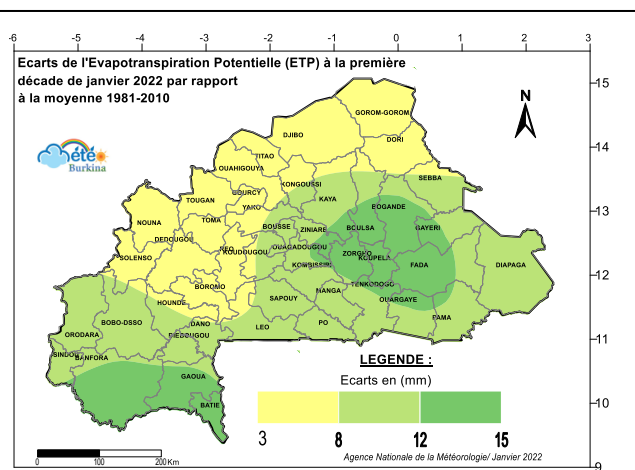 -6 -5 -4 -3 -2 -1 0 1 2 3
Ecarts de l'Evapotranspiration Potentielle (ETP) à la première
décade de janvier 2022 par rapport
à la moyenne 1981-2010
15
14
13
12
11
10
9
N
été
Burkina
GOROM-GOROM
DJIBO
DORI
TITAO
OUAHIGOUYA
SEBBA
KONGOUSSI
GOURCY
KAYA
TOUGAN
YAKO
BOGANDE
NOUNA
TOMA
BOUSSE
ZINIARE
BCULSA
GAYERI
DEDOUGOU
REO
KOUDOUGOU
OUAGADOUGOU
ZORGHO
KOUPELA
SOLENSO
KOMBISSIRI
FADA
DIAPAGA
BOROMO
MANGA
TENKODOGO
HOUNDE
SAPOUY
OUARGAYE
BOBO-DSSO
DANO
LEO
PO
PAMA
ORODARA
DIEBOUGOU
SINDOU
BANFORA
GAOUA
BATIE
LEGENDE :
Ecarts en (mm)
3 8 12 15
0 100 200 Km
Agence Nationale de la Météorologie/ Janvier 2022